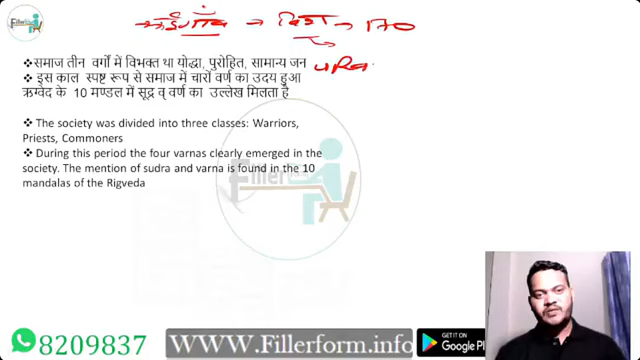 → विश → 170
❖समाज तीन वर्गो में विभक्त था योद्धा, पुरोहित, सामान्य जन
❖ इस काल स्पष्ट रूप से समाज में चारो वर्ण का उदय हुआ
ऋग्वेद के 10 मण्डल में सूद्र व् वर्ण का उल्लेख मिलता है
❖ The society was divided into three classes: Warriors,
Priests, Commoners
❖ During this period the four varnas clearly emerged in the
society. The mention of sudra and varna is found in the 10
mandalas of the Rigveda
Filler form
8209837
WWW.Fillerform.info
GET IT ON
Google Pl